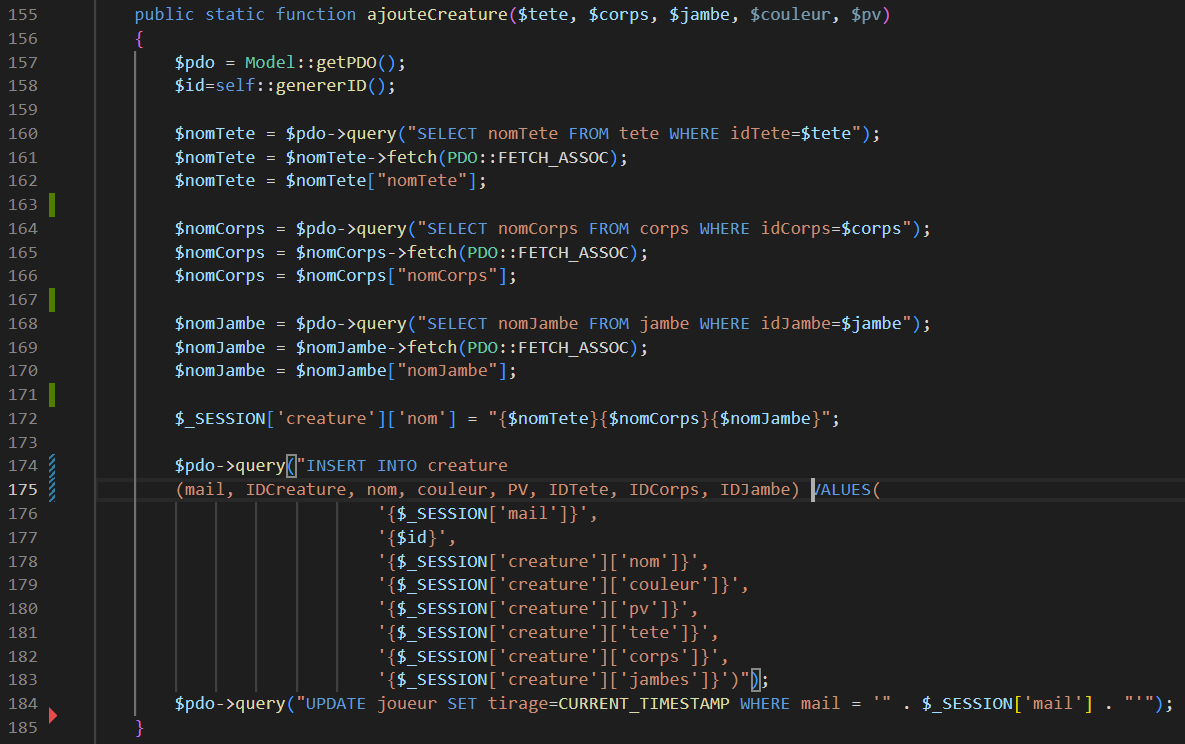 155 public static function ajouteCreature($tete, $corps, $jambe, $couleur, $pv)
156 {
157 $pdo = Model::getPDO();
158 $id=self::genererID();
159
160 $nomTete = $pdo->query("SELECT nomTete FROM tete WHERE idTete=$tete");
161 $nomTete = $nomTete->fetch(PDO::FETCH_ASSOC);
162 $nomTete = $nomTete["nomTete"];
163
164 $nomCorps = $pdo->query("SELECT nomCorps FROM corps WHERE idCorps=$corps");
165 $nomCorps = $nomCorps->fetch(PDO::FETCH_ASSOC);
166 $nomCorps = $nomCorps["nomCorps"];
167
168 $nomJambe = $pdo->query("SELECT nomJambe FROM jambe WHERE idJambe=$jambe");
169 $nomJambe = $nomJambe->fetch(PDO::FETCH_ASSOC);
170 $nomJambe = $nomJambe["nomJambe"];
171
172 $_SESSION['creature']['nom'] = "{$nomTete}{$nomCorps}{$nomJambe}";
173
174 $pdo->query("INSERT INTO creature
175 (mail, IDCreature, nom, couleur, PV, IDTete, IDCorps, IDJambe) VALUES(
176 '{$_SESSION['mail']}',
177 '{$id}',
178 '{$_SESSION['creature']['nom']}',
179 '{$_SESSION['creature']['couleur']}',
180 '{$_SESSION['creature']['pv']}',
181 '{$_SESSION['creature']['tete']}',
182 '{$_SESSION['creature']['corps']}',
183 '{$_SESSION['creature']['jambes']}')");
184 $pdo->query("UPDATE joueur SET tirage=CURRENT_TIMESTAMP WHERE mail = '" . $_SESSION['mail'] . "'");
185 }